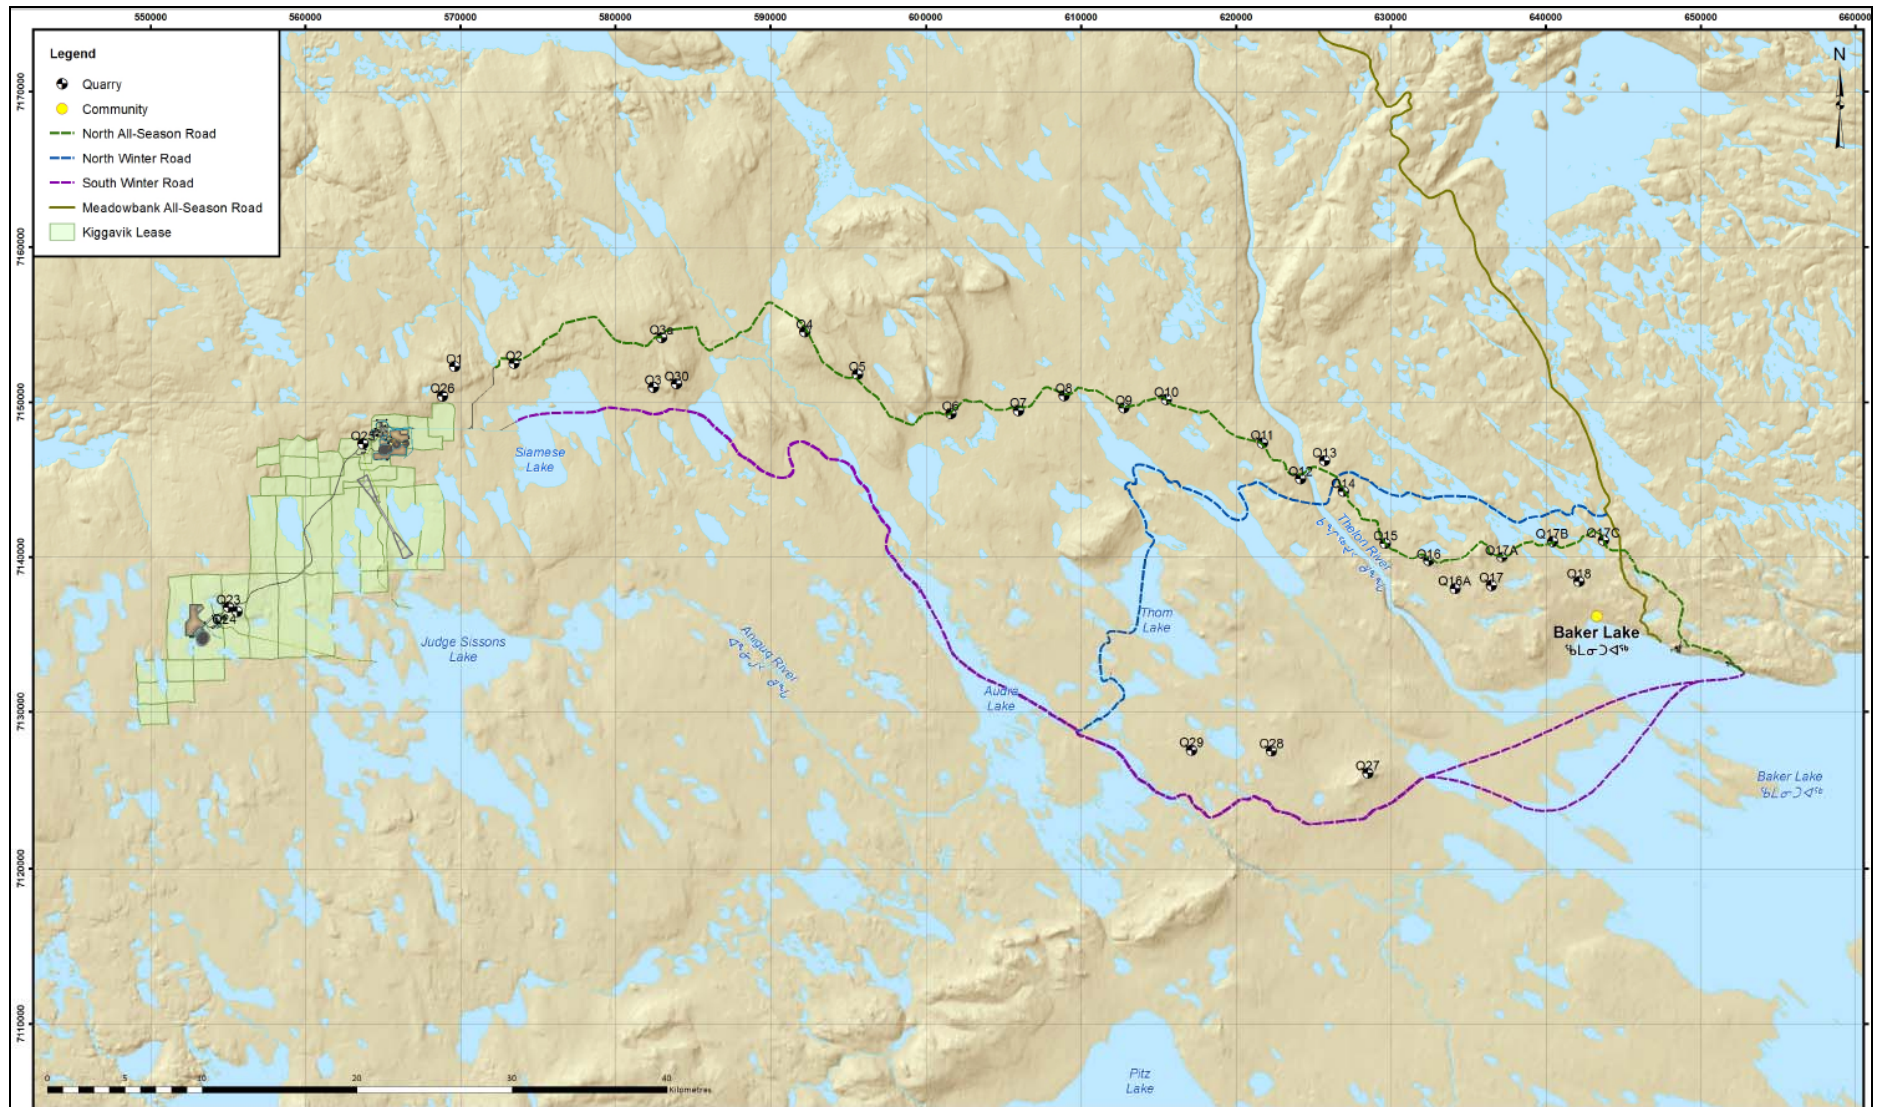 550000 560000 570000 580000 590000 600000 610000 620000 630000 640000 650000 660000
Legend
Quarry
Community
North All-Season Road
North Winter Road
South Winter Road
Meadowbank All-Season Road
Kiggavik Lease
N
7170000
7160000
7150000
7140000
7130000
7120000
7110000
Q1
Q26
Q2
Q3a
Q3
Q30
Q4
Q5
Q6
Q7
Q8
Q9
Q10
Q11
Q12
Q13
Q14
Q15
Q16
Q16A
Q17
Q17A
Q17B
Q17C
Q18
Q25
Q23
Q24
Q29
Q28
Q27
Siamese
Lake
Judge Sissons
Lake
Aniguq River
Thelon River
Thom
Lake
Audra
Lake
Baker Lake
ᖃᒪᓂᑐᐊᖅ
Baker Lake
ᖃᒪᓂᑐᐊᖅ
Pitz
Lake
0 5 10 20 30 40
Kilometres